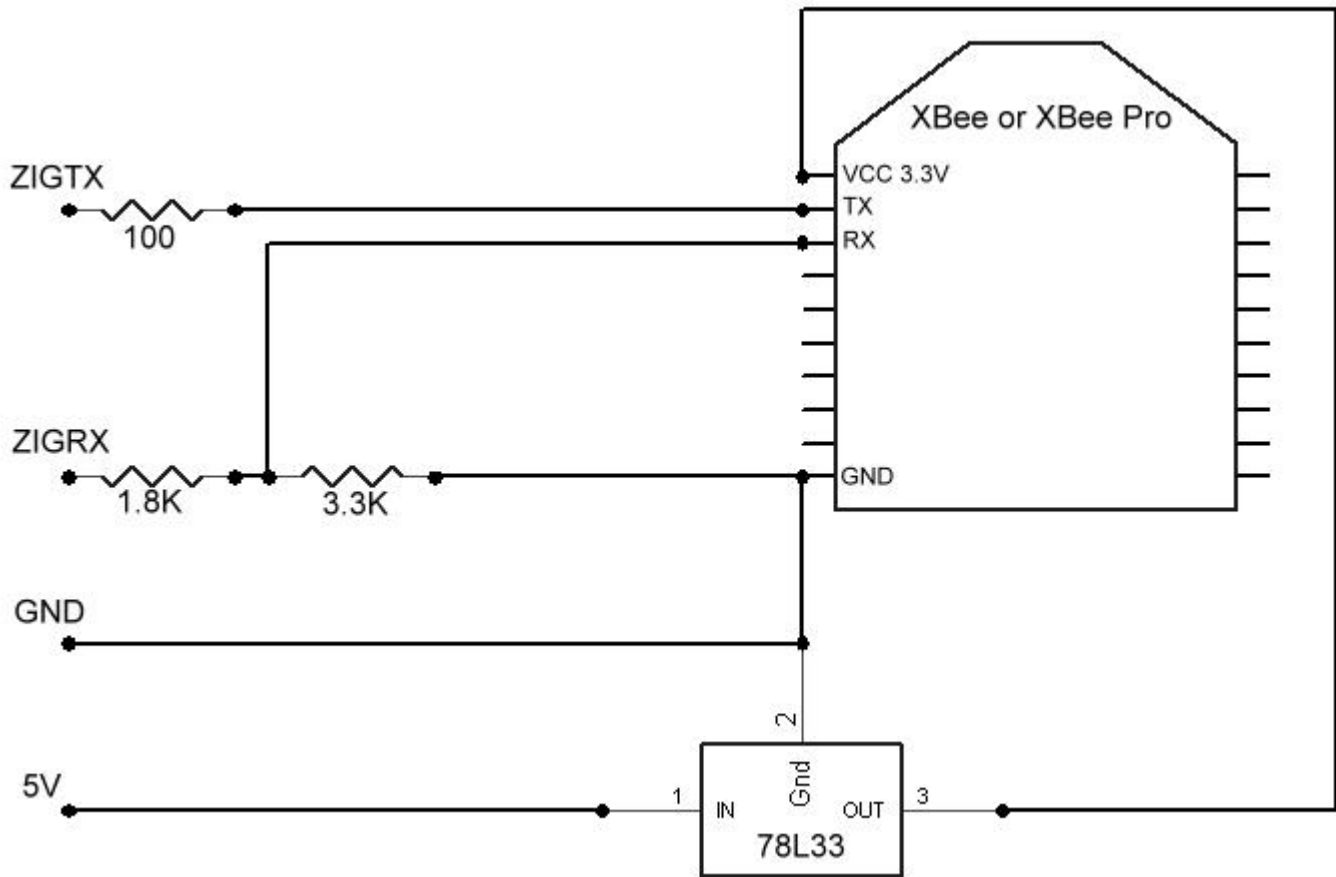 XBee or XBee Pro
ZIGTX
VCC 3.3V
TX
100
RX
ZIGRX
GND
1.8K
3.3K
GND
2
5V
1
IN
Gnd
OUT
3
78L33